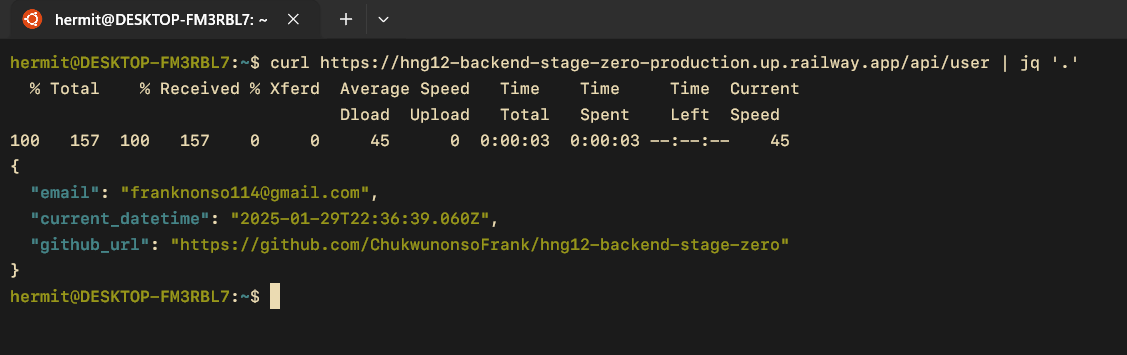 hermit@DESKTOP-FM3RBL7: ~
hermit@DESKTOP-FM3RBL7:~$ curl https://hng12-backend-stage-zero-production.up.railway.app/api/user | jq '.'
  % Total    % Received % Xferd  Average Speed   Time    Time     Time  Current
                                 Dload  Upload   Total   Spent    Left  Speed
100   157  100   157    0     0     45      0  0:00:03  0:00:03 --:--:--    45
{
  "email": "franknonso114@gmail.com",
  "current_datetime": "2025-01-29T22:36:39.060Z",
  "github_url": "https://github.com/ChukwunonsoFrank/hng12-backend-stage-zero"
}
hermit@DESKTOP-FM3RBL7:~$